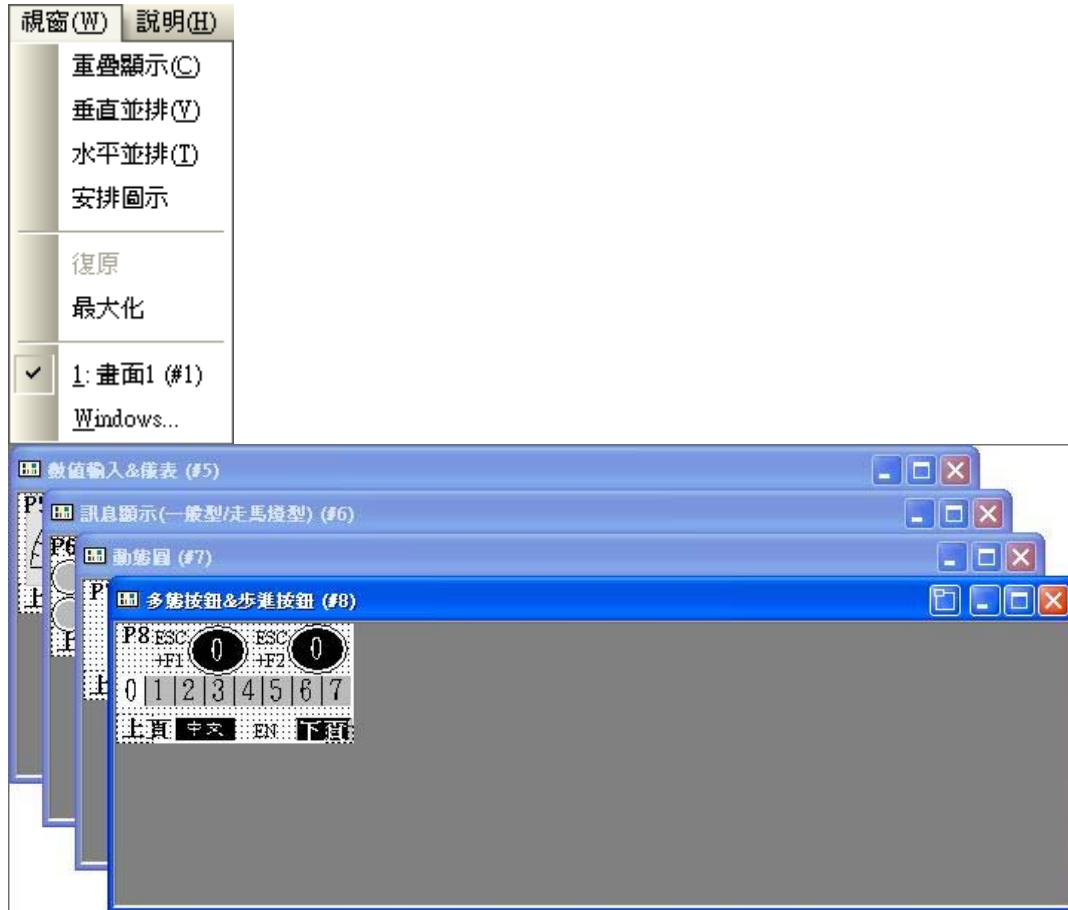 視窗(W) 說明(H)
重疊顯示(C)
垂直並排(V)
水平並排(T)
安排圖示
復原
最大化
1: 畫面1 (#1)
Windows...
數值輸入&儀表 (#5)
訊息顯示(一般型/走馬燈型) (#6)
P6
動態圖 (#7)
多態按鈕&步進按鈕 (#8)
P8 ESC +F1 0 ESC +F2 0
0 1 2 3 4 5 6 7
上頁 中文 EN 下頁